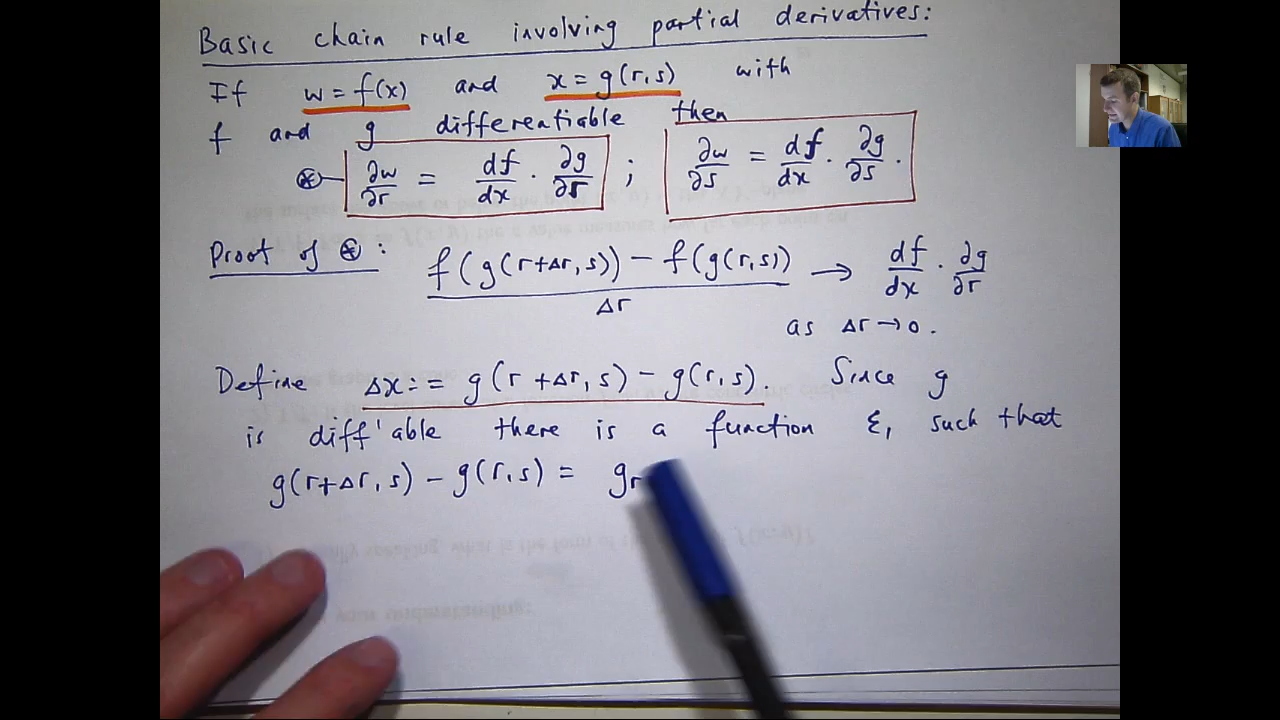 Basic chain rule involving partial derivatives:
If w = f(x) and x = g(r,s) with
f and g differentiable then
⊛ ∂w/∂r = df/dx · ∂g/∂r ; ∂w/∂s = df/dx · ∂g/∂s .
Proof of ⊛ : f(g(r+Δr, s)) − f(g(r,s)) / Δr → df/dx · ∂g/∂r
as Δr → 0.
Define Δx := g(r + Δr, s) − g(r, s). Since g
is diff'able there is a function ε, such that
g(r+Δr, s) − g(r, s) = gr